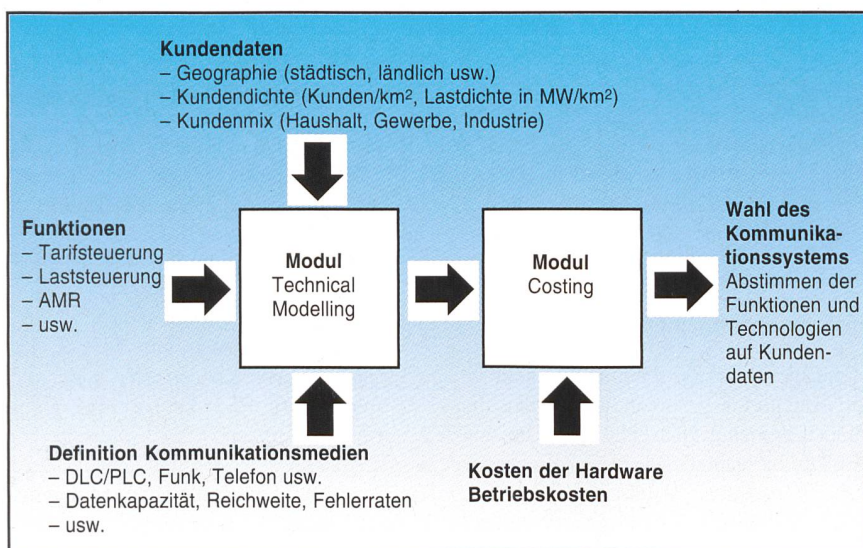 Kundendaten
– Geographie (städtisch, ländlich usw.)
– Kundendichte (Kunden/km², Lastdichte in MW/km²)
– Kundenmix (Haushalt, Gewerbe, Industrie)
Funktionen
– Tarifsteuerung
– Laststeuerung
– AMR
– usw.
Modul
Technical
Modelling
Modul
Costing
Wahl des
Kommunika-
tionssystems
Abstimmen der
Funktionen und
Technologien
auf Kunden-
daten
Definition Kommunikationsmedien
– DLC/PLC, Funk, Telefon usw.
– Datenkapazität, Reichweite, Fehlerraten
– usw.
Kosten der Hardware
Betriebskosten